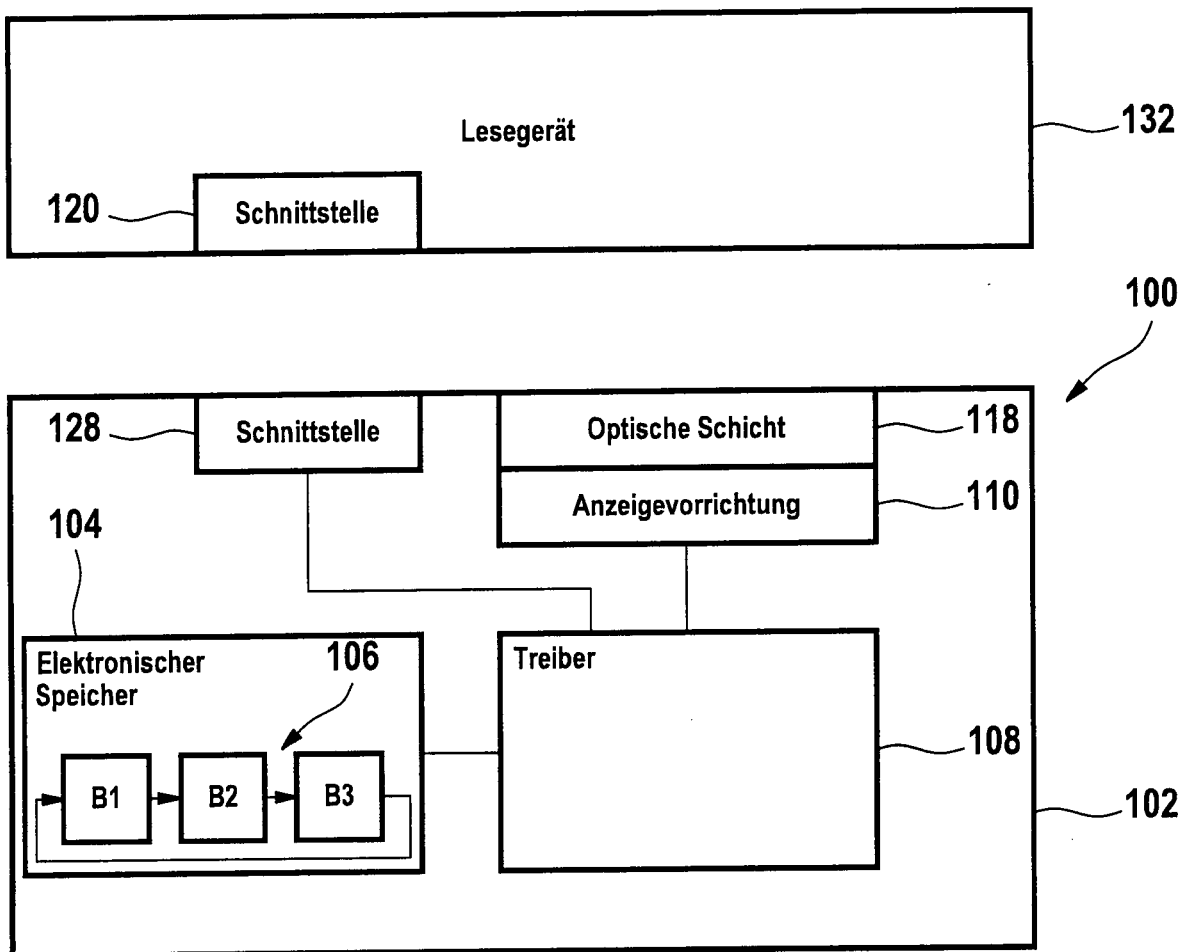 Lesegerät
132
120
Schnittstelle
100
128
Schnittstelle
Optische Schicht
118
Anzeigevorrichtung
110
104
Elektronischer
Speicher
106
B1
B2
B3
Treiber
108
102